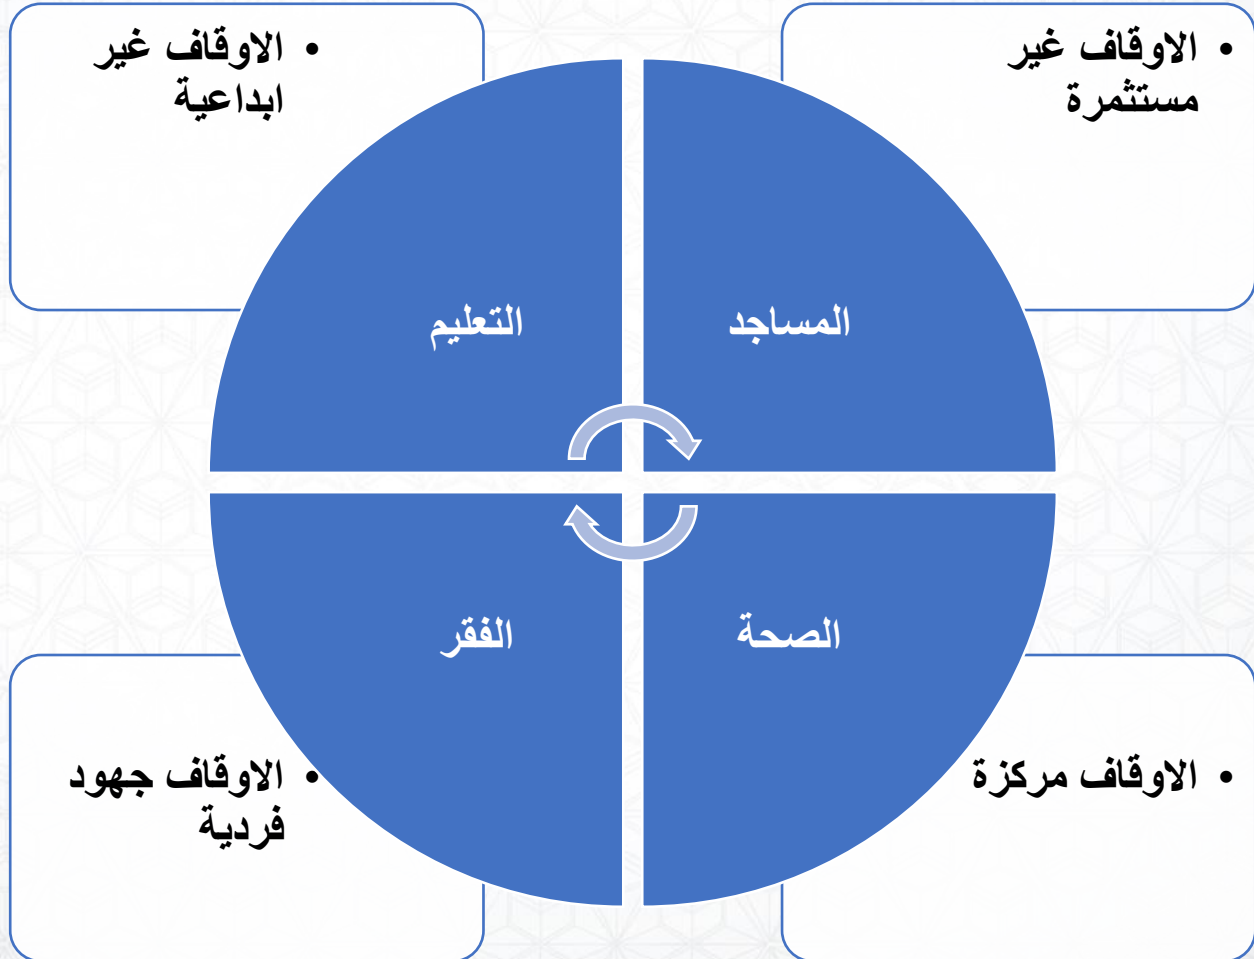 • الاوقاف غير
مستثمرة
• الاوقاف غير
ابداعية
المساجد
التعليم
الصحة
الفقر
• الاوقاف مركزة
• الاوقاف جهود
فردية